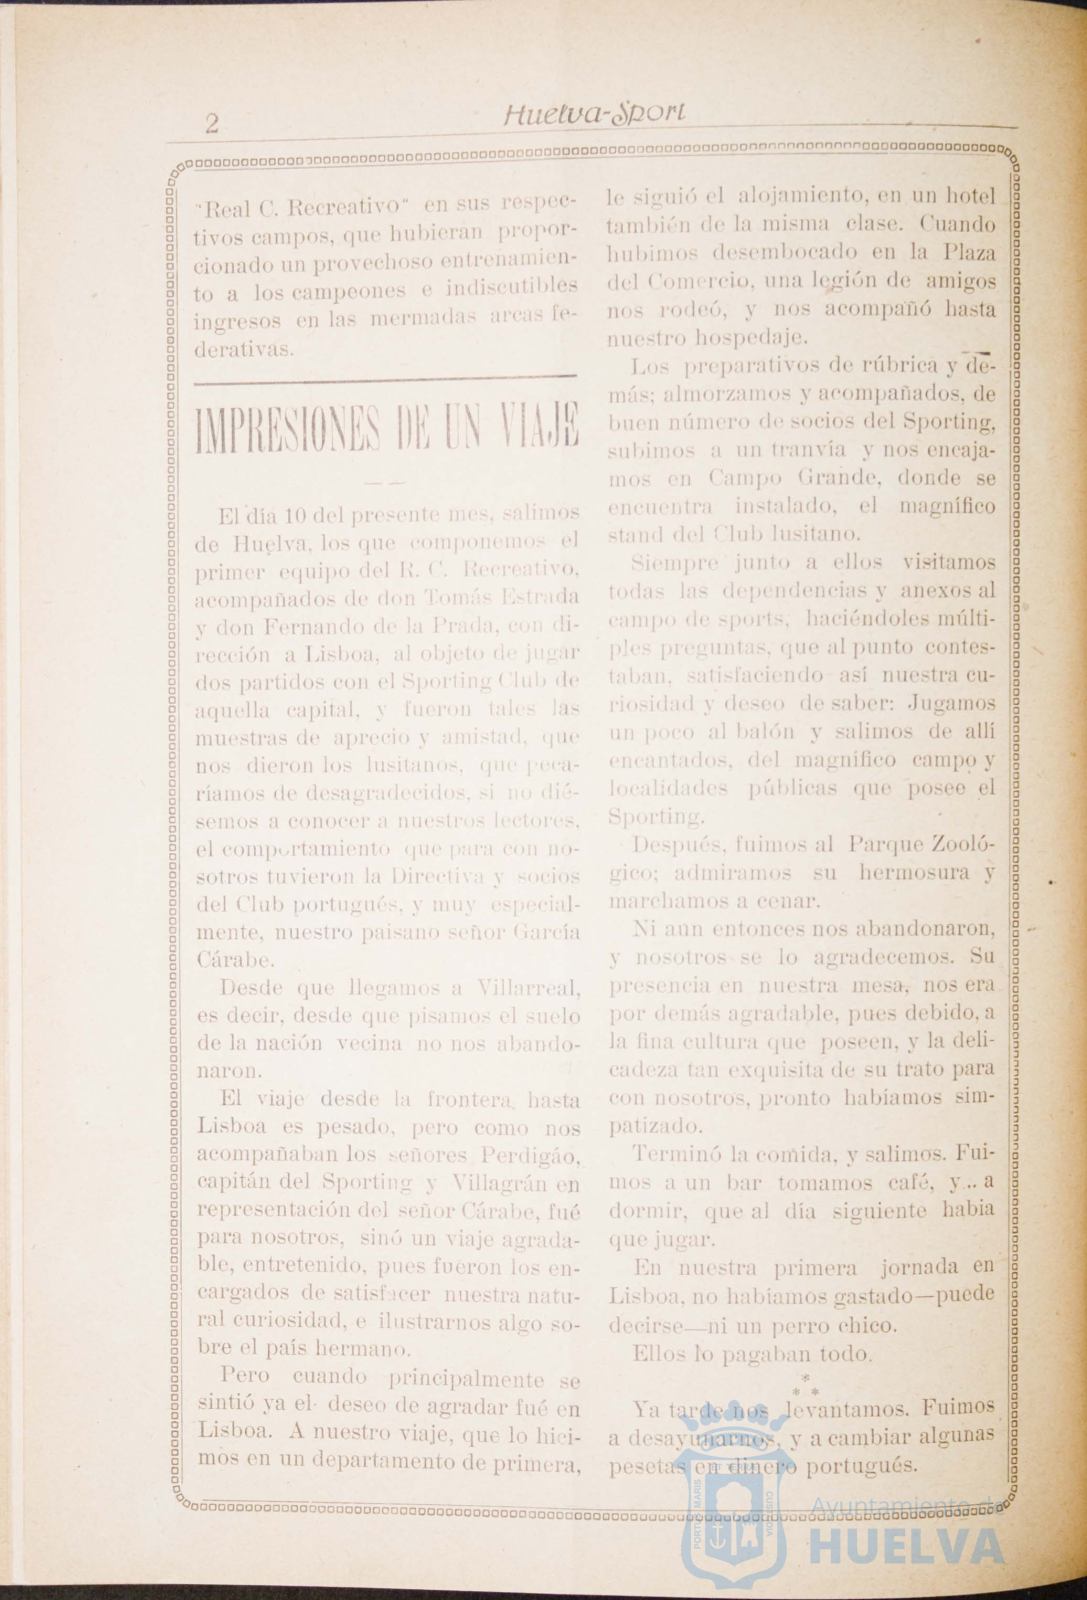 2
Huelva-Sport
"Real C. Recreativo" en sus respec-
tivos campos, que hubieran propor-
cionado un provechoso entrenamien-
to a los campeones e indiscutibles
ingresos en las mermadas arcas fe-
derativas.
IMPRESIONES DE UN VIAJE
El día 10 del presente mes, salimos
de Huelva, los que componemos el
primer equipo del R. C. Recreativo,
acompañados de don Tomás Estrada
y don Fernando de la Prada, con di-
rección a Lisboa, al objeto de jugar
dos partidos con el Sporting Club de
aquella capital, y fueron tales las
muestras de aprecio y amistad, que
nos dieron los lusitanos, que peca-
ríamos de desagradecidos, si no dié-
semos a conocer a nuestros lectores,
el comportamiento que para con no-
sotros tuvieron la Directiva y socios
del Club portugués, y muy especial-
mente, nuestro paisano señor García
Cárabe.
Desde que llegamos a Villarreal,
es decir, desde que pisamos el suelo
de la nación vecina no nos abando-
naron.
El viaje desde la frontera, hasta
Lisboa es pesado, pero como nos
acompañaban los señores Perdigáo,
capitán del Sporting y Villagrán en
representación del señor Cárabe, fué
para nosotros, sinó un viaje agrada-
ble, entretenido, pues fueron los en-
cargados de satisfacer nuestra natu-
ral curiosidad, e ilustrarnos algo so-
bre el país hermano.
Pero cuando principalmente se
sintió ya el deseo de agradar fué en
Lisboa. A nuestro viaje, que lo hici-
mos en un departamento de primera,
le siguió el alojamiento, en un hotel
también de la misma clase. Cuando
hubimos desembocado en la Plaza
del Comercio, una legión de amigos
nos rodeó, y nos acompañó hasta
nuestro hospedaje.
Los preparativos de rúbrica y de-
más; almorzamos y acompañados, de
buen número de socios del Sporting,
subimos a un tranvía y nos encaja-
mos en Campo Grande, donde se
encuentra instalado, el magnífico
stand del Club lusitano.
Siempre junto a ellos visitamos
todas las dependencias y anexos al
campo de sports, haciéndoles múlti-
ples preguntas, que al punto contes-
taban, satisfaciendo así nuestra cu-
riosidad y deseo de saber: Jugamos
un poco al balón y salimos de allí
encantados, del magnífico campo y
localidades públicas que posee el
Sporting.
Después, fuimos al Parque Zooló-
gico; admiramos su hermosura y
marchamos a cenar.
Ni aun entonces nos abandonaron,
y nosotros se lo agradecemos. Su
presencia en nuestra mesa, nos era
por demás agradable, pues debido, a
la fina cultura que poseen, y la deli-
cadeza tan exquisita de su trato para
con nosotros, pronto habíamos sim-
patizado.
Terminó la comida, y salimos. Fui-
mos a un bar tomamos café, y... a
dormir, que al día siguiente habia
que jugar.
En nuestra primera jornada en
Lisboa, no habíamos gastado—puede
decirse—ni un perro chico.
Ellos lo pagaban todo.
*
* *
Ya tarde nos levantamos. Fuimos
a desayunarnos, y a cambiar algunas
pesetas en dinero portugués.
PORTUS MARIS
CUSTODIA
Ayuntamiento de
HUELVA